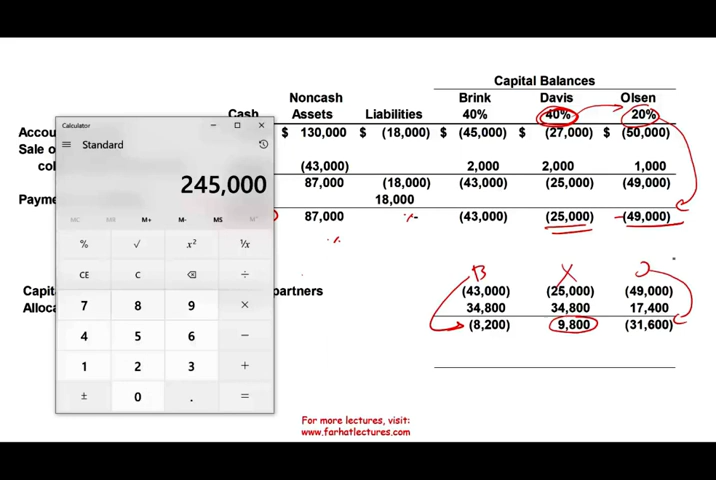 Capital Balances
Noncash Brink Davis Olsen
Cash Assets Liabilities 40% 40% 20%
Accou $ 130,000 $ (18,000) $ (45,000) $ (27,000) $ (50,000)
Sale o
col (43,000) 2,000 2,000 1,000
87,000 (18,000) (43,000) (25,000) (49,000)
Payme 18,000
87,000 (43,000) (25,000) (49,000)
B X O
Capit partners (43,000) (25,000) (49,000)
Alloca 34,800 34,800 17,400
(8,200) 9,800 (31,600)
Calculator
Standard
245,000
MC MR M+ M- MS M˅
% √ x² ¹/x
CE C ÷
7 8 9 ×
4 5 6 −
1 2 3 +
± 0 . =
For more lectures, visit:
www.farhatlectures.com